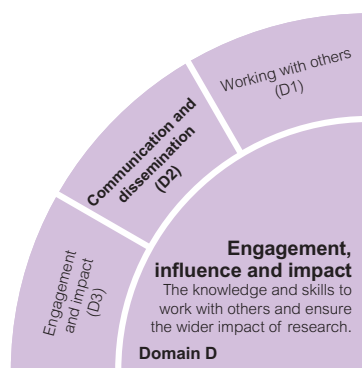 Working with others
(D1)
Communication and
dissemination
(D2)
Engagement
and impact
(D3)
Engagement,
influence and impact
The knowledge and skills to
work with others and ensure
the wider impact of research.
Domain D